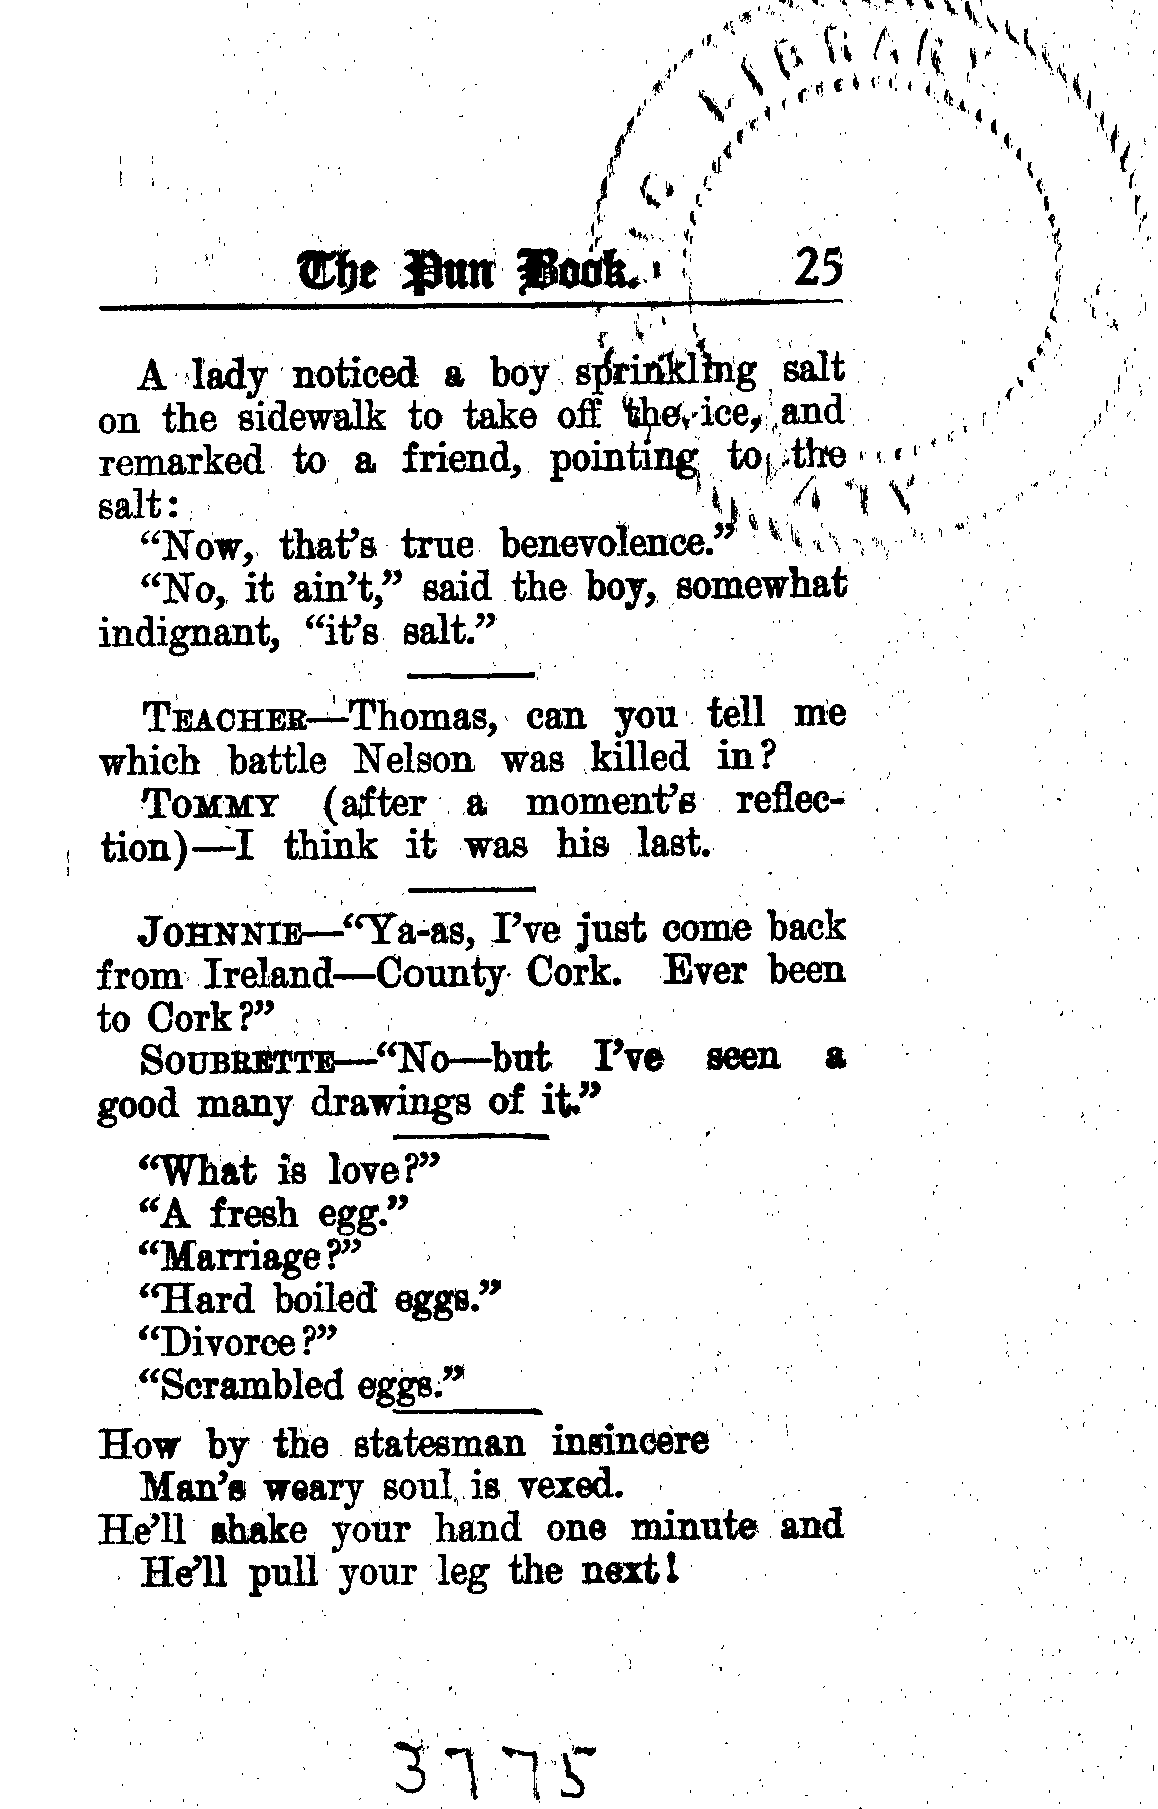 LIBRARY
The Pun Book. 25
A lady noticed a boy sprinkling salt
on the sidewalk to take off the ice, and
remarked to a friend, pointing to the
salt:
“Now, that’s true benevolence.”
“No, it ain’t,” said the boy, somewhat
indignant, “it’s salt.”
TEACHER—Thomas, can you tell me
which battle Nelson was killed in?
TOMMY (after a moment’s reflec-
tion)—I think it was his last.
JOHNNIE—“Ya-as, I’ve just come back
from Ireland—County Cork. Ever been
to Cork?”
SOUBRETTE—“No—but I’ve seen a
good many drawings of it.”
“What is love?”
“A fresh egg.”
“Marriage?”
“Hard boiled eggs.”
“Divorce?”
“Scrambled eggs.”
How by the statesman insincere
Man’s weary soul is vexed.
He’ll shake your hand one minute and
He’ll pull your leg the next!
3775